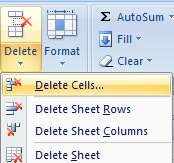 Delete
Format
Σ AutoSum
Fill
Clear
Delete Cells...
Delete Sheet Rows
Delete Sheet Columns
Delete Sheet